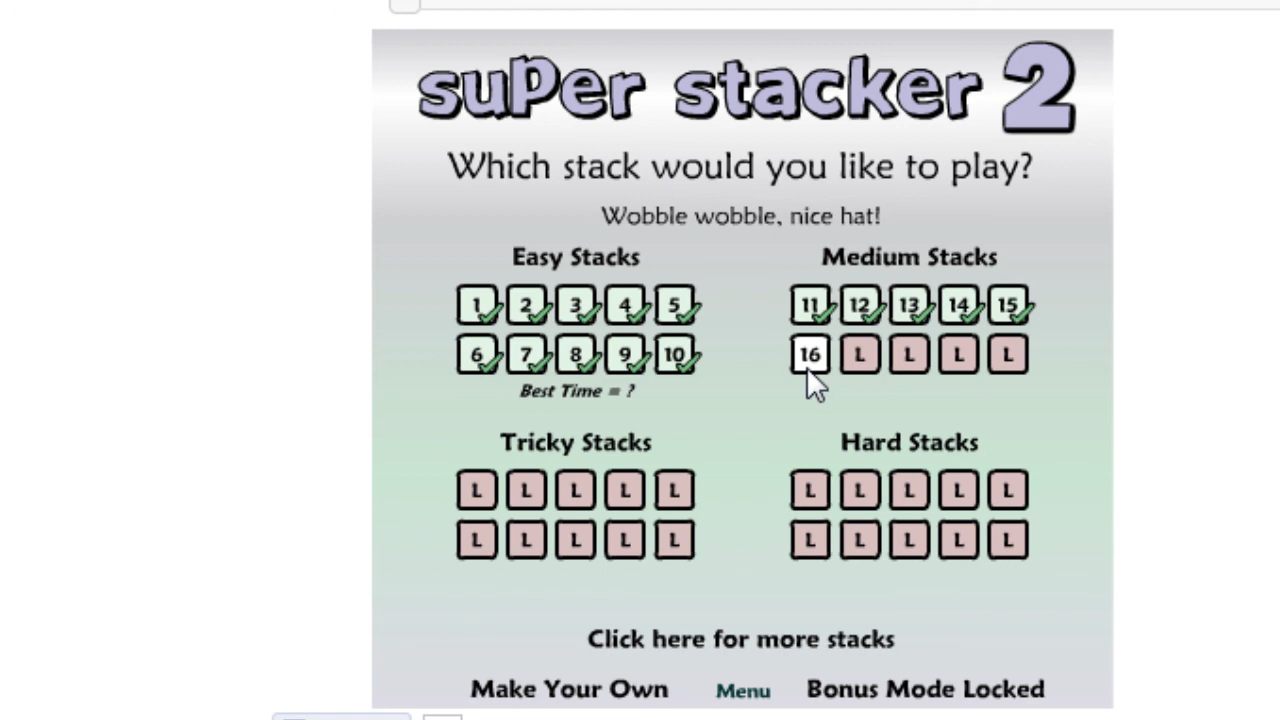 super stacker 2
Which stack would you like to play?
Wobble wobble, nice hat!
Easy Stacks
1 2 3 4 5
6 7 8 9 10
Best Time = ?
Medium Stacks
11 12 13 14 15
16 L L L L
Tricky Stacks
L L L L L
L L L L L
Hard Stacks
L L L L L
L L L L L
Click here for more stacks
Make Your Own Menu Bonus Mode Locked